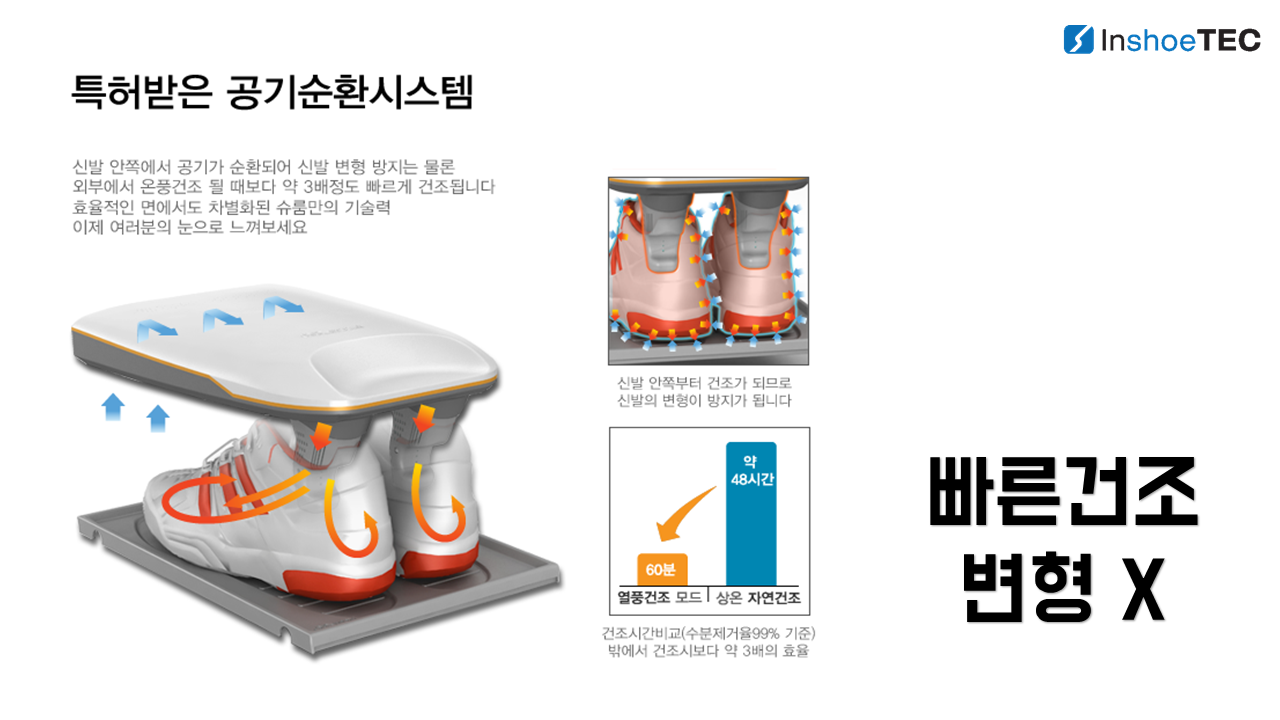 InshoeTEC
특허받은 공기순환시스템
신발 안쪽에서 공기가 순환되어 신발 변형 방지는 물론
외부에서 온풍건조 될 때보다 약 3배정도 빠르게 건조됩니다
효율적인 면에서도 차별화된 슈룸만의 기술력
이제 여러분의 눈으로 느껴보세요
신발 안쪽부터 건조가 되므로
신발의 변형이 방지가 됩니다
약
48시간
60분
열풍건조 모드
상온 자연건조
건조시간비교(수분제거율99% 기준)
밖에서 건조시보다 약 3배의 효율
빠른건조
변형 X